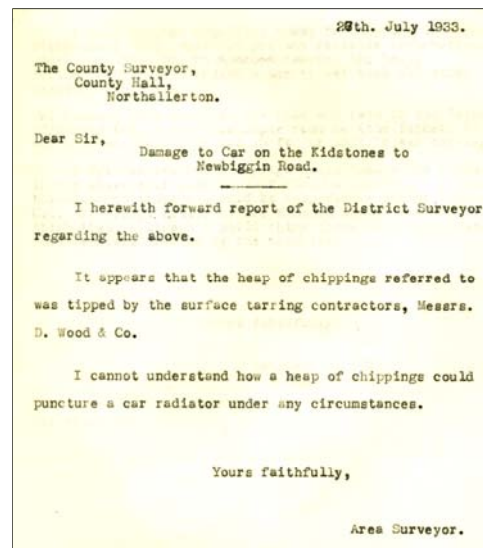 27th. July 1933.
The County Surveyor,
County Hall,
Northallerton.
Dear Sir,
Damage to Car on the Kidstones to
Newbiggin Road.
I herewith forward report of the District Surveyor
regarding the above.
It appears that the heap of chippings referred to
was tipped by the surface tarring contractors, Messrs.
D. Wood & Co.
I cannot understand how a heap of chippings could
puncture a car radiator under any circumstances.
Yours faithfully,
Area Surveyor.